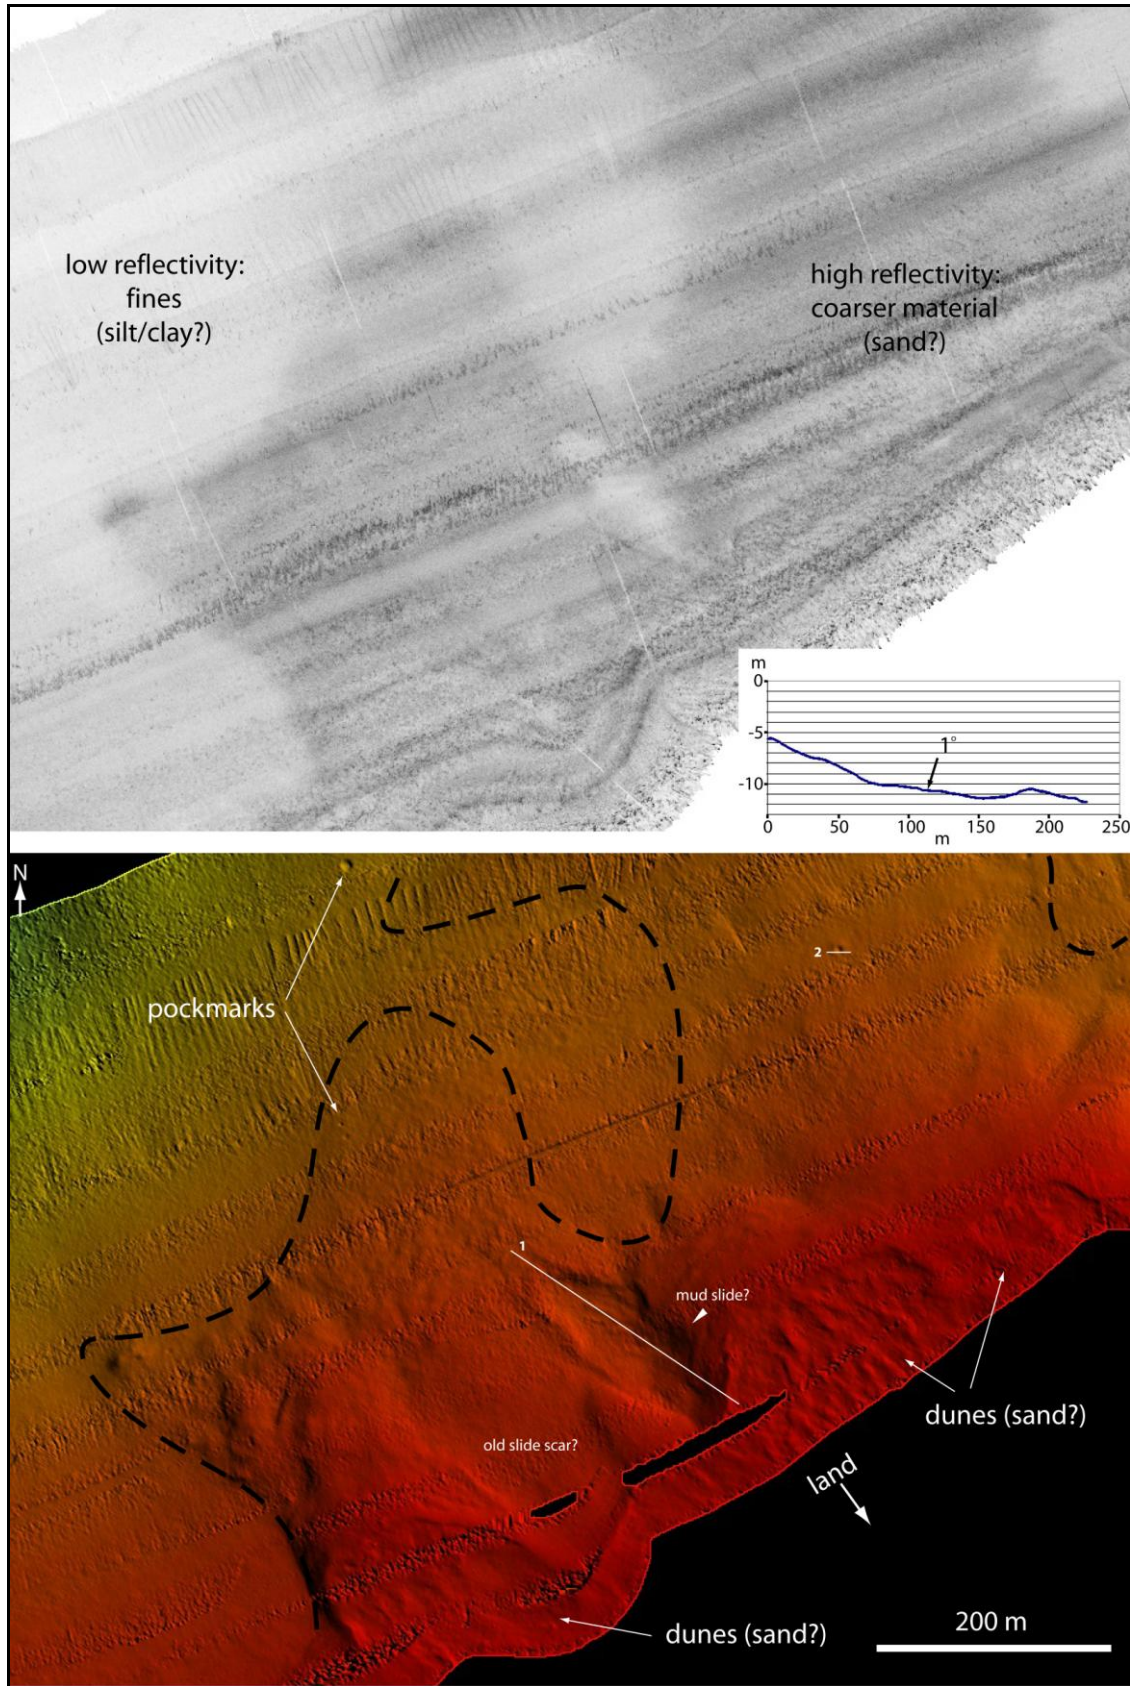 low reflectivity:
fines
(silt/clay?)
high reflectivity:
coarser material
(sand?)
m
0
-5
1°
-10
0 50 100 150 200 250
m
N
pockmarks
2
1
mud slide?
dunes (sand?)
old slide scar?
land
dunes (sand?)
200 m